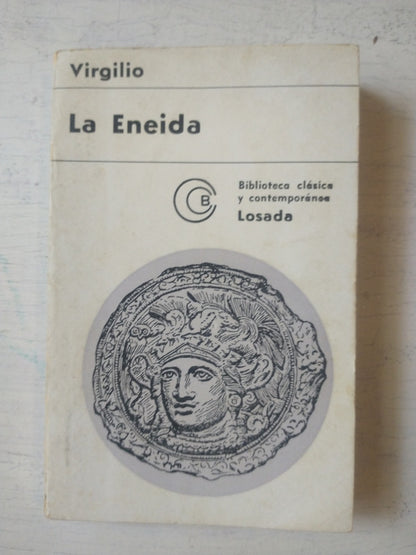 Virgilio
La Eneida
B
Biblioteca clásica
y contemporánea
Losada